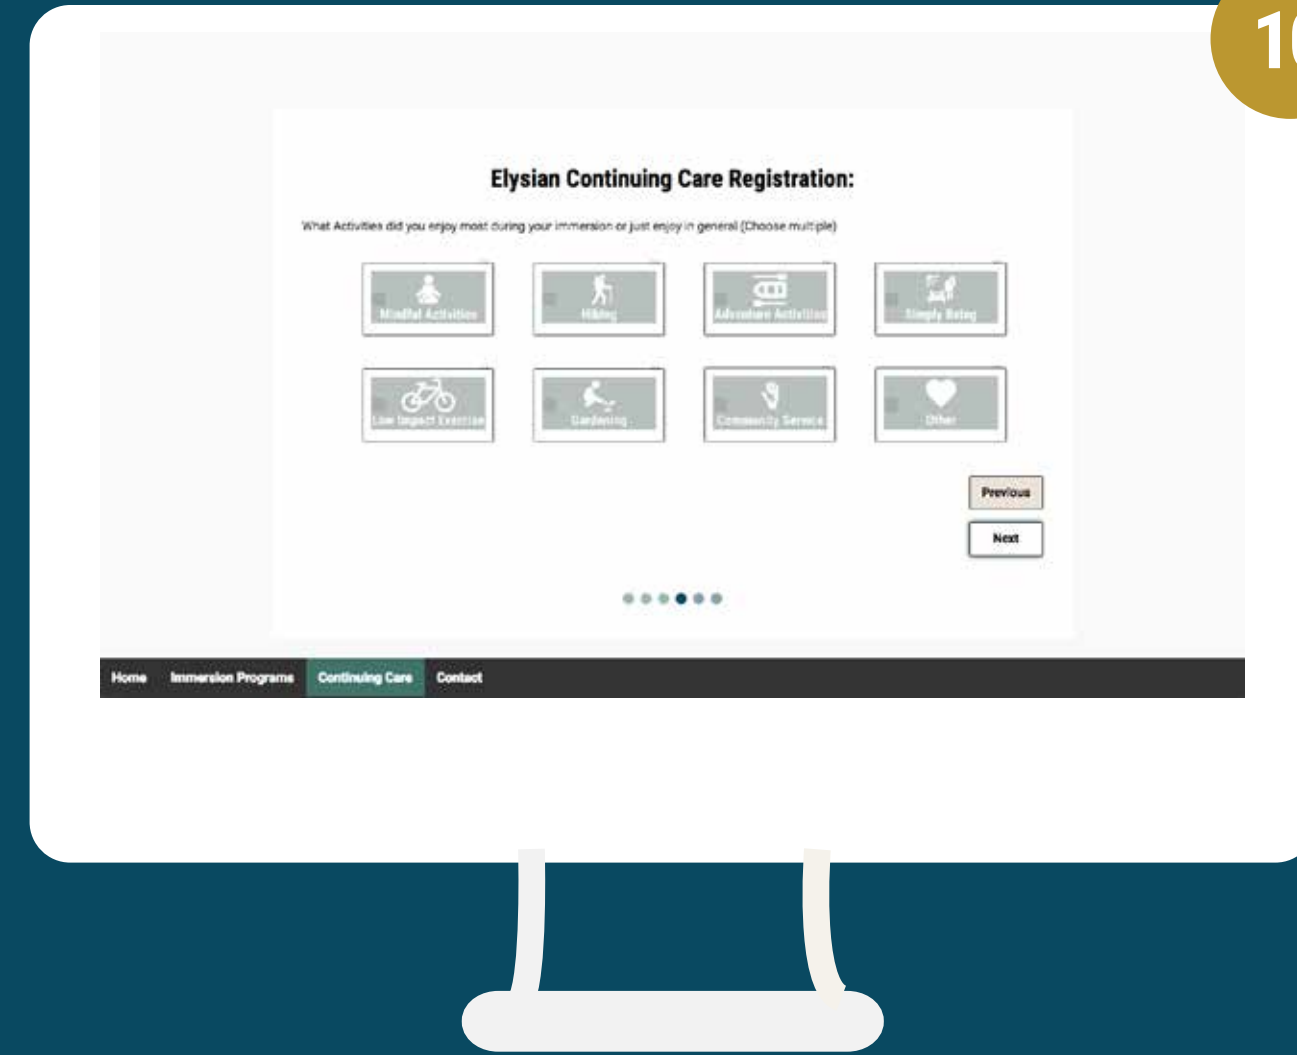 10
Elysian Continuing Care Registration:
What Activities did you enjoy most during your immersion or just enjoy in general (Choose multiple)
Mindful Activities
Hiking
Adventure Activities
Simply Being
Low Impact Exercise
Gardening
Community Service
Other
Previous
Next
Home Immersion Programs Continuing Care Contact